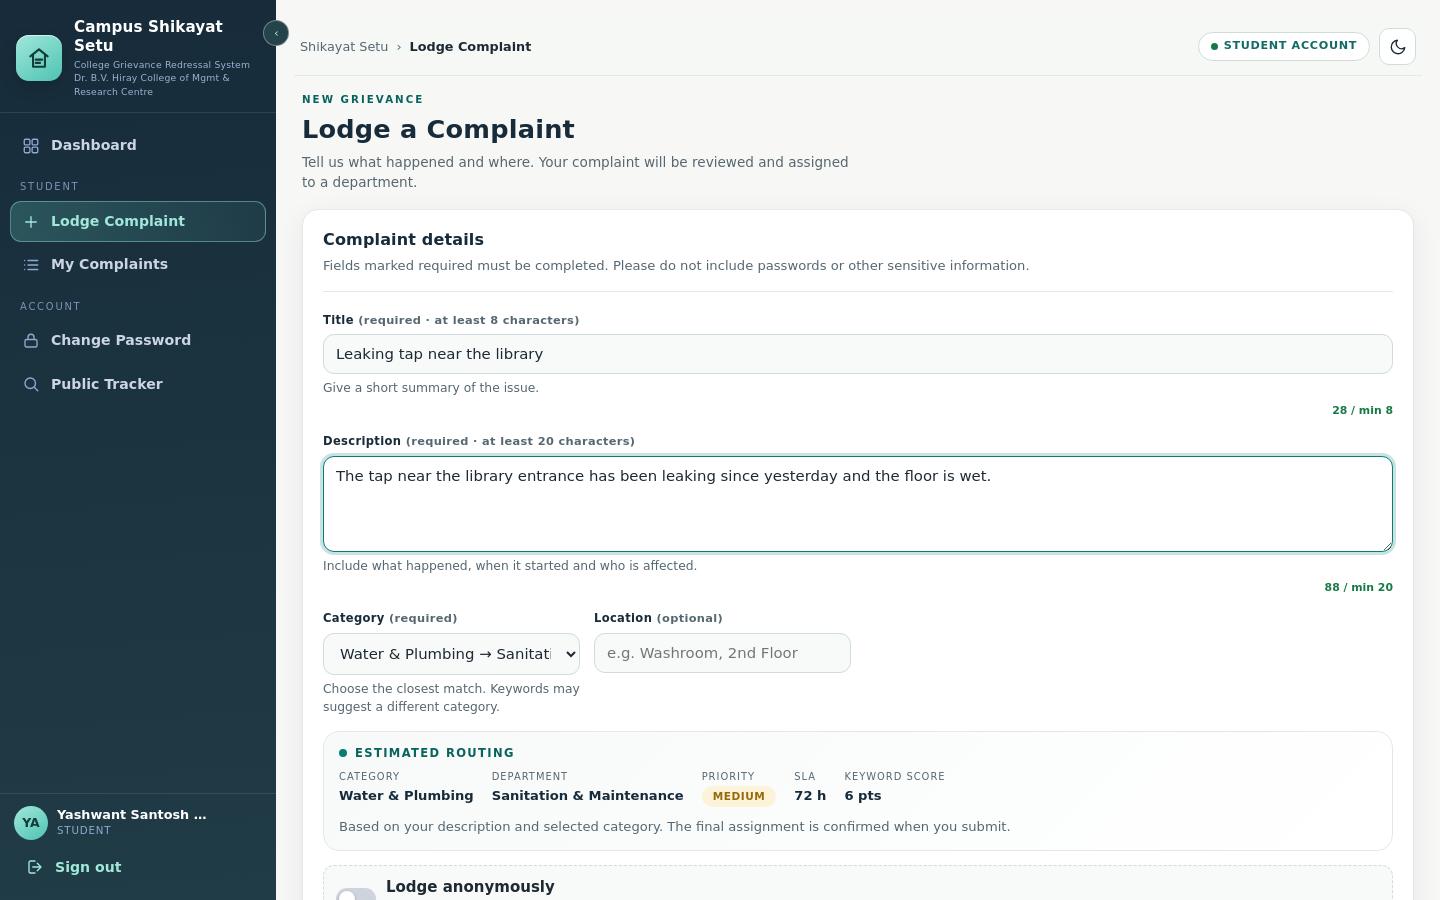 Campus Shikayat
Setu
College Grievance Redressal System
Dr. B.V. Hiray College of Mgmt &
Research Centre
Dashboard
STUDENT
Lodge Complaint
My Complaints
ACCOUNT
Change Password
Public Tracker
YA
Yashwant Santosh ...
STUDENT
Sign out
Shikayat Setu › Lodge Complaint
STUDENT ACCOUNT
NEW GRIEVANCE
Lodge a Complaint
Tell us what happened and where. Your complaint will be reviewed and assigned
to a department.
Complaint details
Fields marked required must be completed. Please do not include passwords or other sensitive information.
Title (required · at least 8 characters)
Leaking tap near the library
Give a short summary of the issue.
28 / min 8
Description (required · at least 20 characters)
The tap near the library entrance has been leaking since yesterday and the floor is wet.
Include what happened, when it started and who is affected.
88 / min 20
Category (required)
Water & Plumbing → Sanitati
Choose the closest match. Keywords may
suggest a different category.
Location (optional)
e.g. Washroom, 2nd Floor
ESTIMATED ROUTING
CATEGORY DEPARTMENT PRIORITY SLA KEYWORD SCORE
Water & Plumbing Sanitation & Maintenance MEDIUM 72 h 6 pts
Based on your description and selected category. The final assignment is confirmed when you submit.
Lodge anonymously